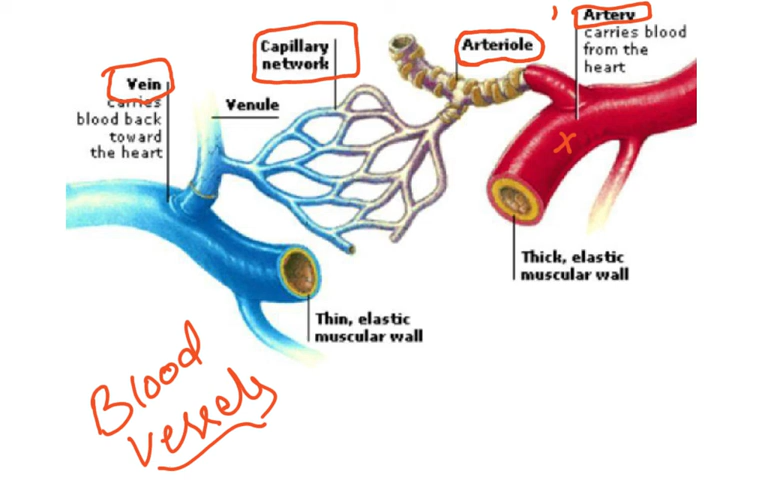 Artery
carries blood
from the
heart
Arteriole
Capillary
network
Vein
carries
blood back
toward
the heart
Venule
x
Thick, elastic
muscular wall
Thin, elastic
muscular wall
Blood
vessels